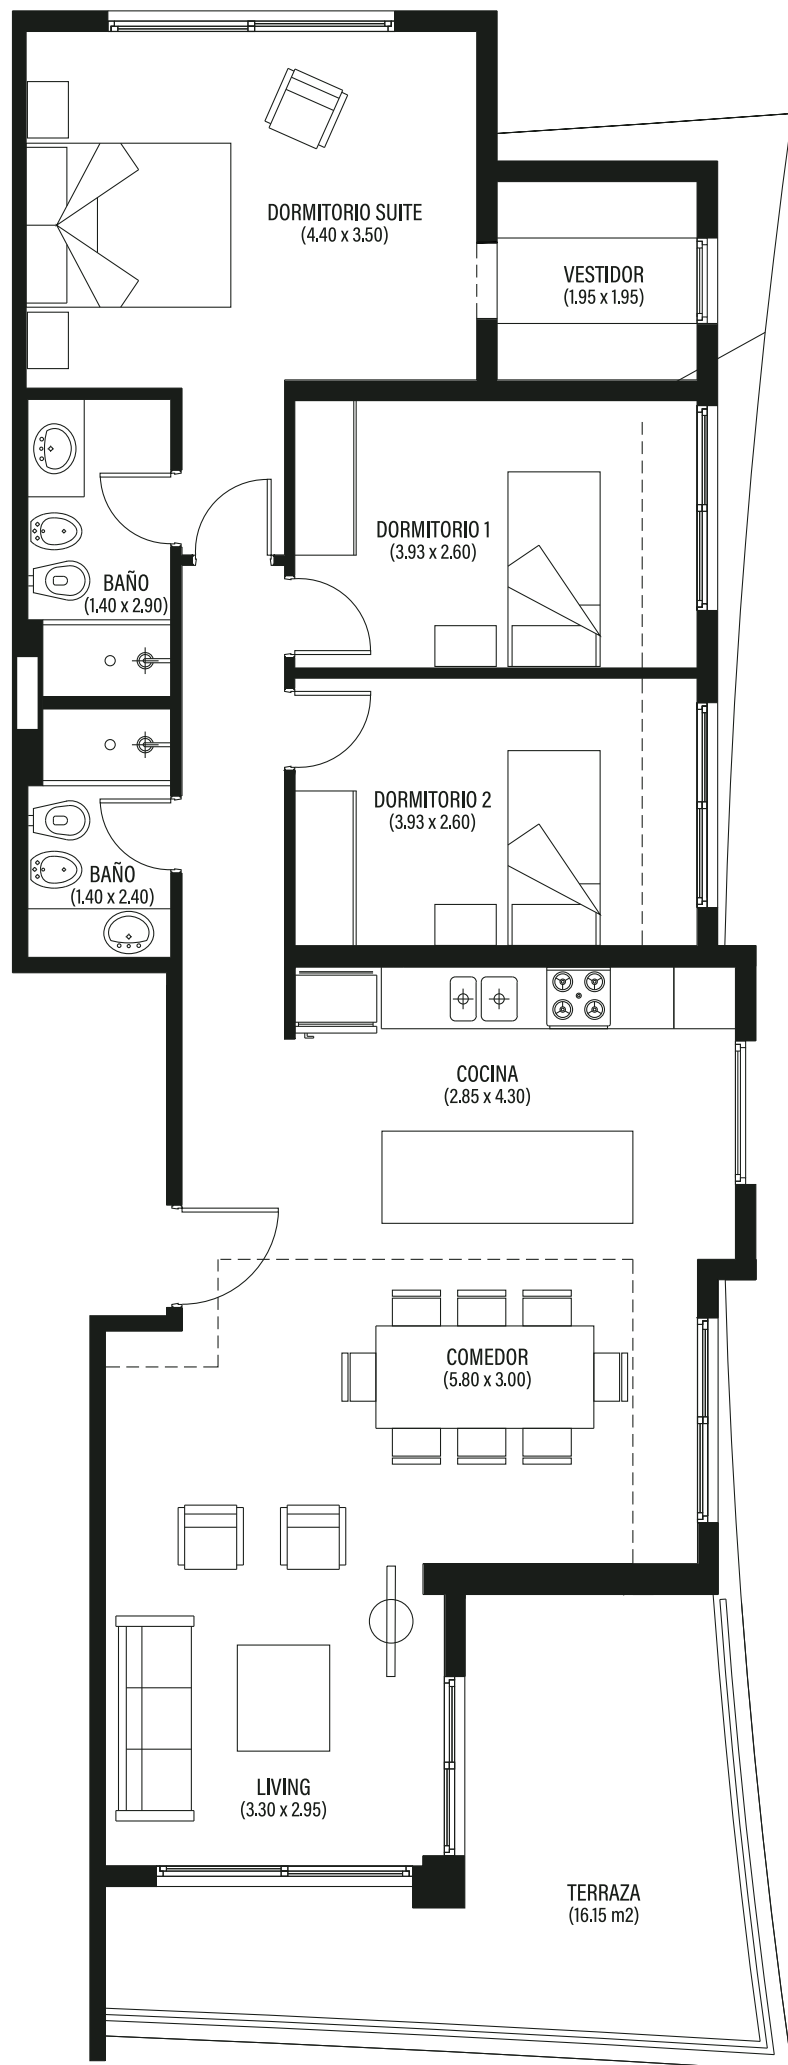 DORMITORIO SUITE
(4.40 x 3.50)
VESTIDOR
(1.95 x 1.95)
DORMITORIO 1
(3.93 x 2.60)
BAÑO
(1.40 x 2.90)
DORMITORIO 2
(3.93 x 2.60)
BAÑO
(1.40 x 2.40)
COCINA
(2.85 x 4.30)
COMEDOR
(5.80 x 3.00)
LIVING
(3.30 x 2.95)
TERRAZA
(16.15 m2)